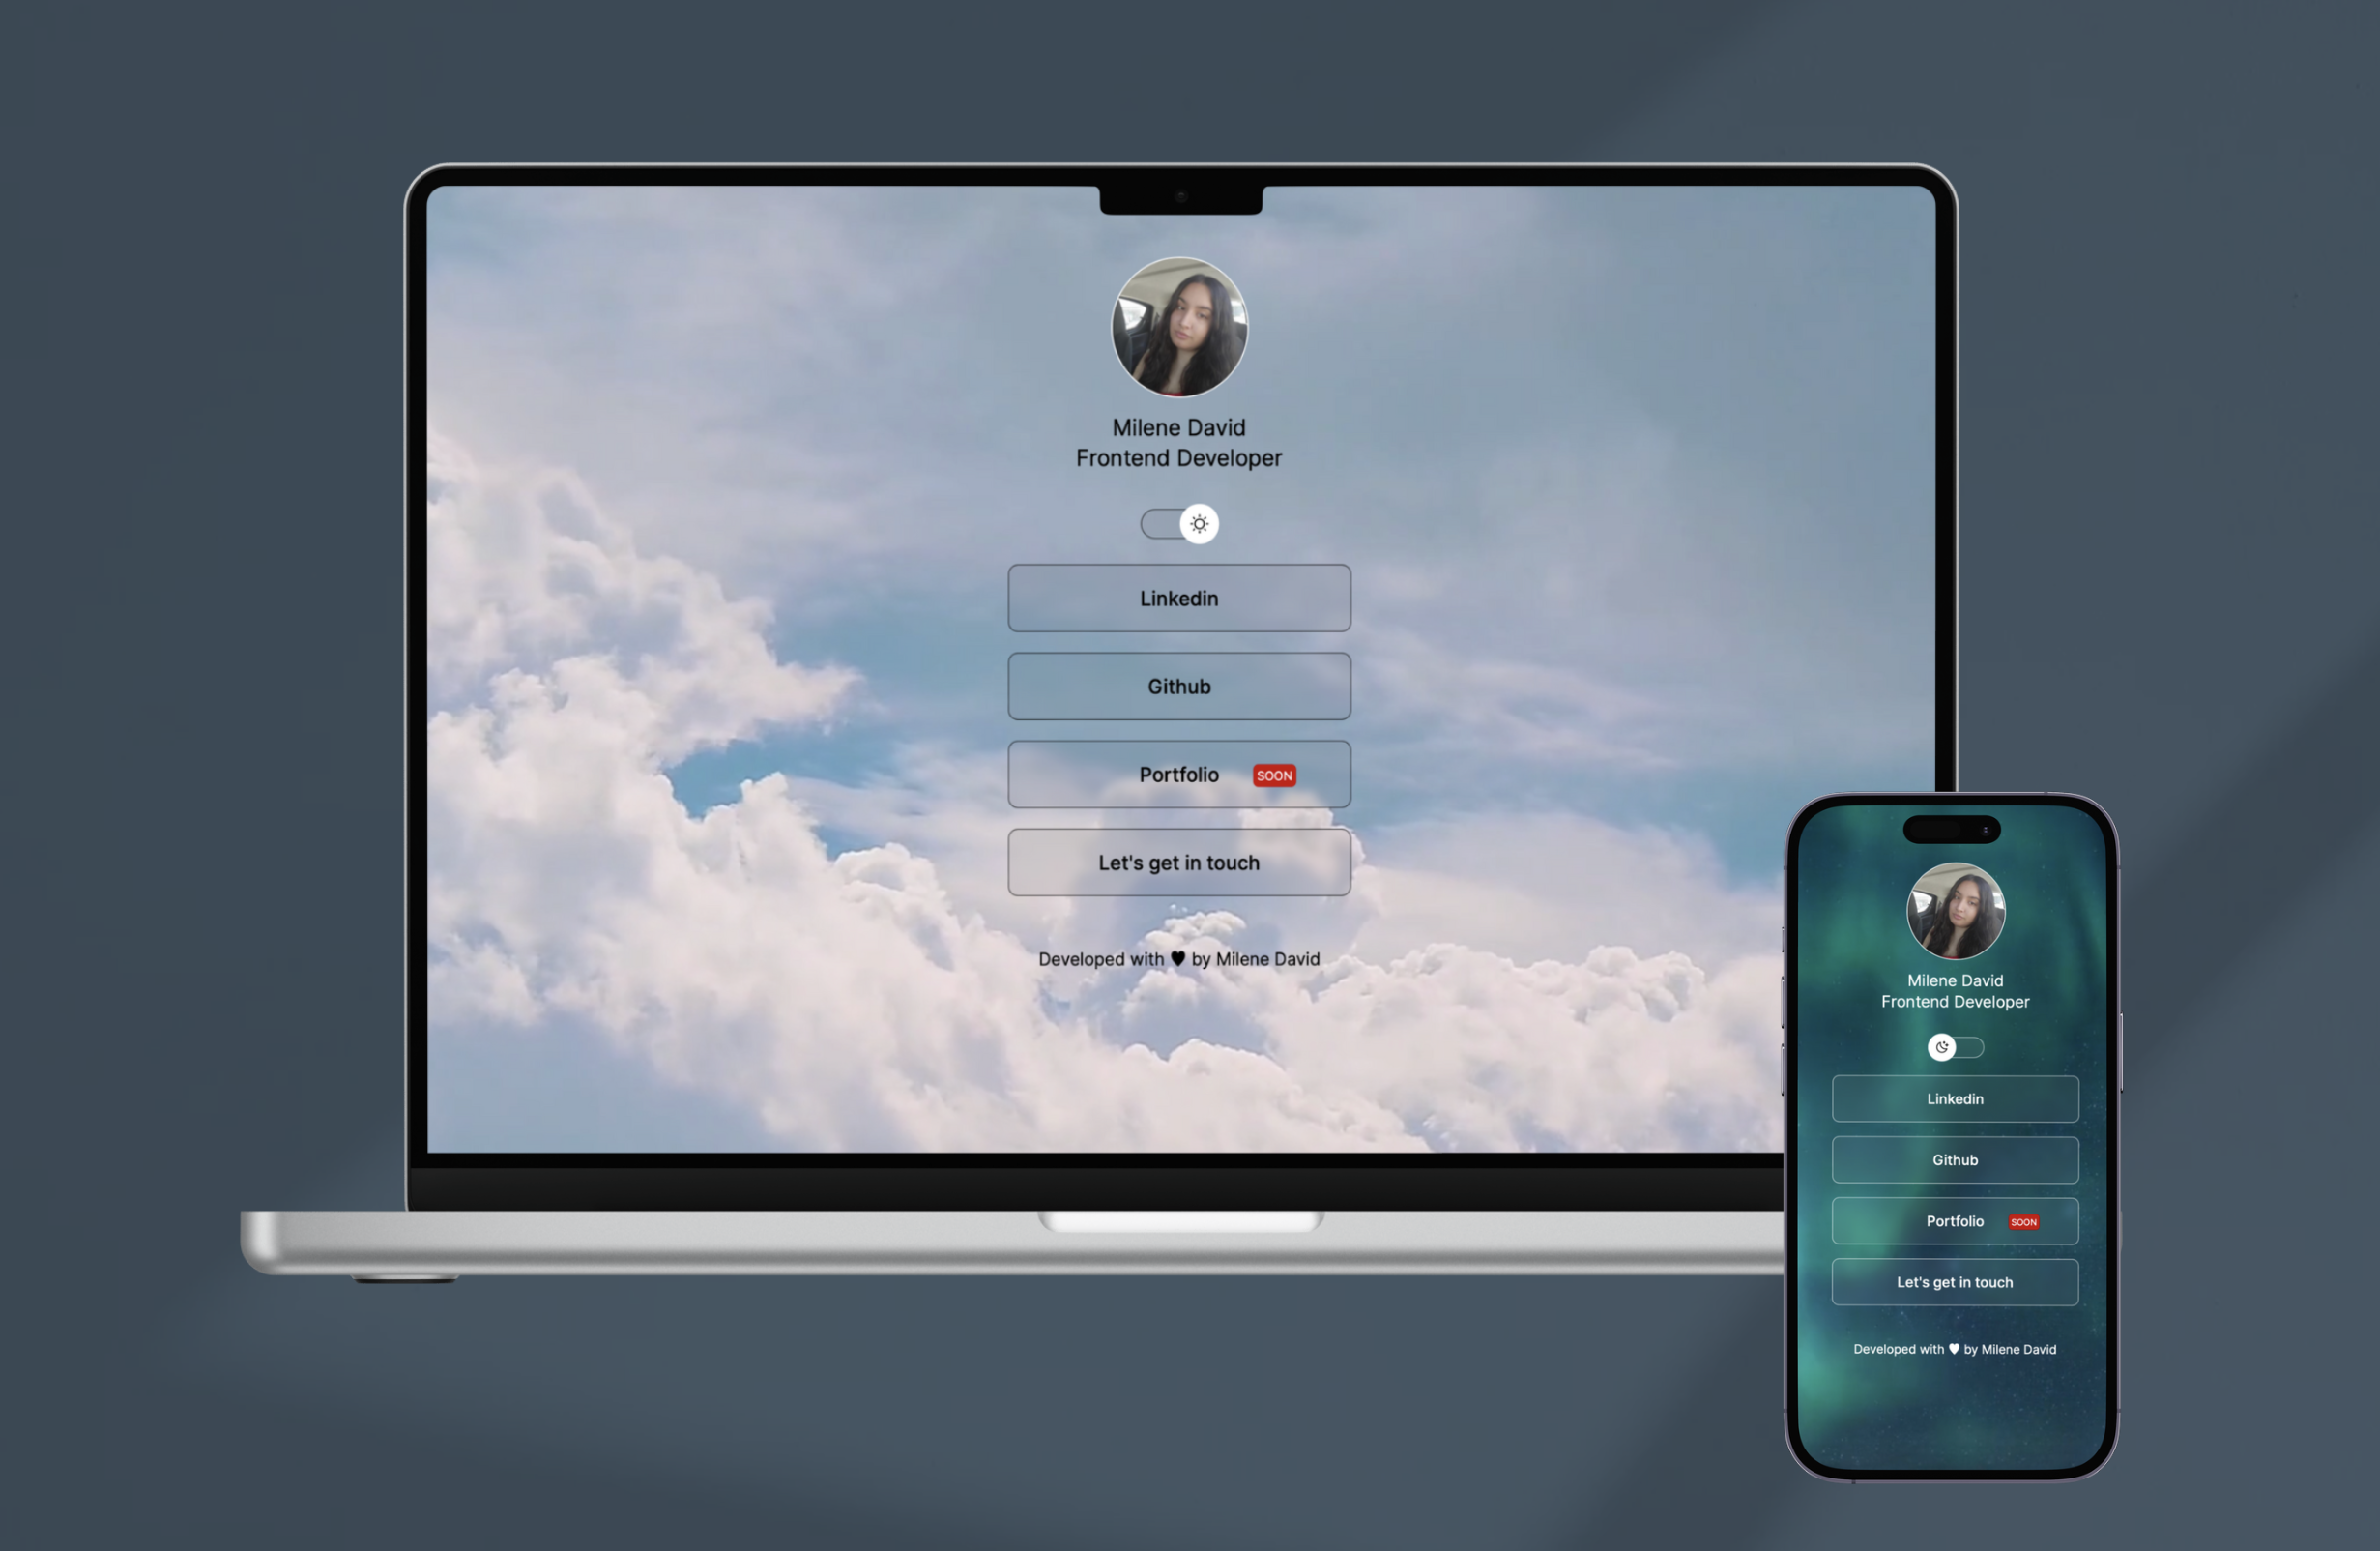 Milene David
Frontend Developer
Linkedin
Github
Portfolio SOON
Let's get in touch
Developed with ♥ by Milene David
Milene David
Frontend Developer
Linkedin
Github
Portfolio SOON
Let's get in touch
Developed with ♥ by Milene David